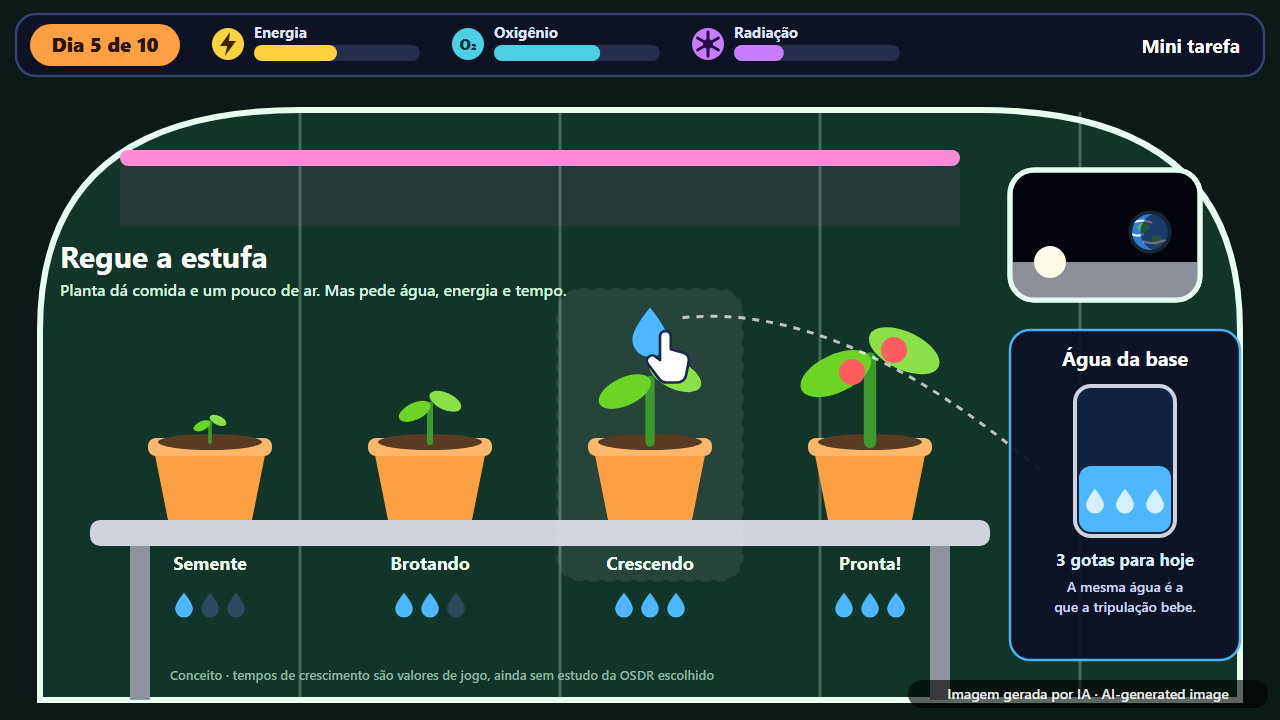 Dia 5 de 10
Energia
O₂
Oxigênio
Radiação
Mini tarefa
Regue a estufa
Planta dá comida e um pouco de ar. Mas pede água, energia e tempo.
Água da base
3 gotas para hoje
A mesma água é a
que a tripulação bebe.
Semente
Brotando
Crescendo
Pronta!
Conceito · tempos de crescimento são valores de jogo, ainda sem estudo da OSDR escolhido
Imagem gerada por IA · AI-generated image